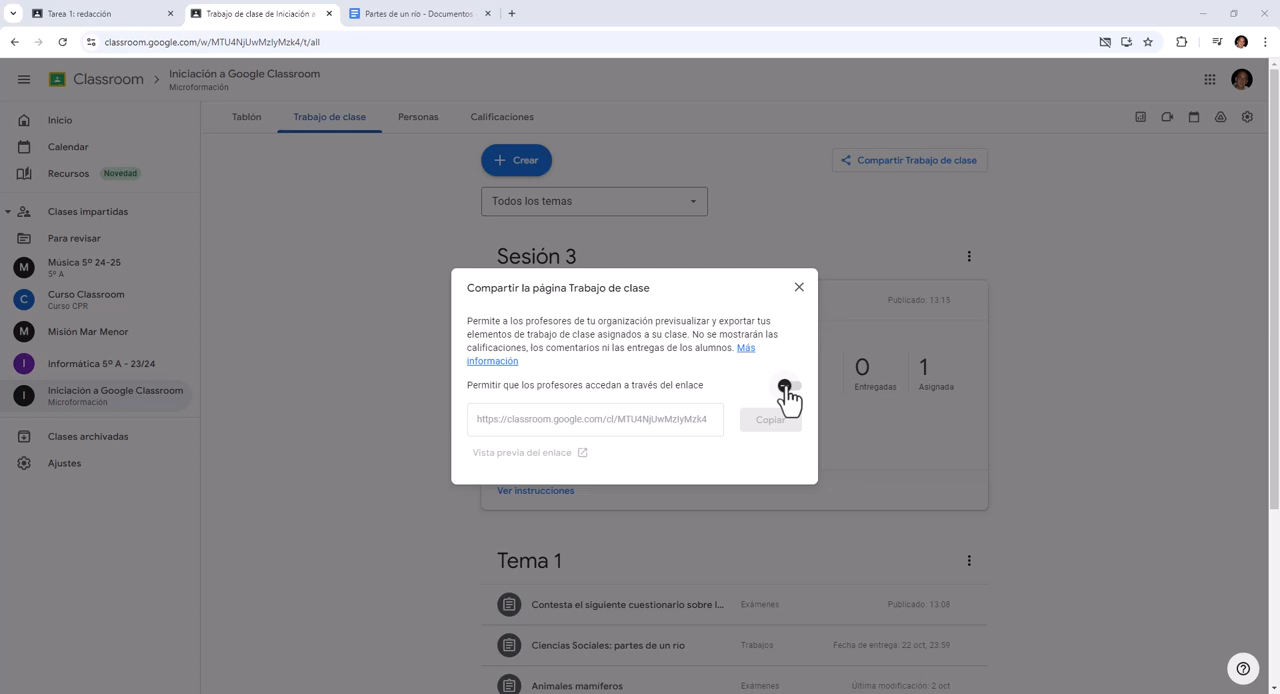 Tarea 1: redacción
Trabajo de clase de Iniciación a
Partes de un río - Documentos
classroom.google.com/w/MTU4NjUwMzIyMzk4/t/all
Classroom
Iniciación a Google Classroom
Microformación
Inicio
Calendar
Recursos
Novedad
Clases impartidas
Para revisar
M
Música 5º 24-25
5º A
C
Curso Classroom
Curso CPR
M
Misión Mar Menor
I
Informática 5º A - 23/24
I
Iniciación a Google Classroom
Microformación
Clases archivadas
Ajustes
Tablón
Trabajo de clase
Personas
Calificaciones
Crear
Compartir Trabajo de clase
Todos los temas
Sesión 3
Publicado: 13:15
0
Entregadas
1
Asignada
Compartir la página Trabajo de clase
Permite a los profesores de tu organización previsualizar y exportar tus
elementos de trabajo de clase asignados a su clase. No se mostrarán las
calificaciones, los comentarios ni las entregas de los alumnos. Más
información
Permitir que los profesores accedan a través del enlace
https://classroom.google.com/cl/MTU4NjUwMzIyMzk4
Copiar
Vista previa del enlace
Ver instrucciones
Tema 1
Contesta el siguiente cuestionario sobre l...
Exámenes
Publicado: 13:08
Ciencias Sociales: partes de un rio
Trabajos
Fecha de entrega: 22 oct, 23:59
Animales mamíferos
Exámenes
Última modificación: 2 oct